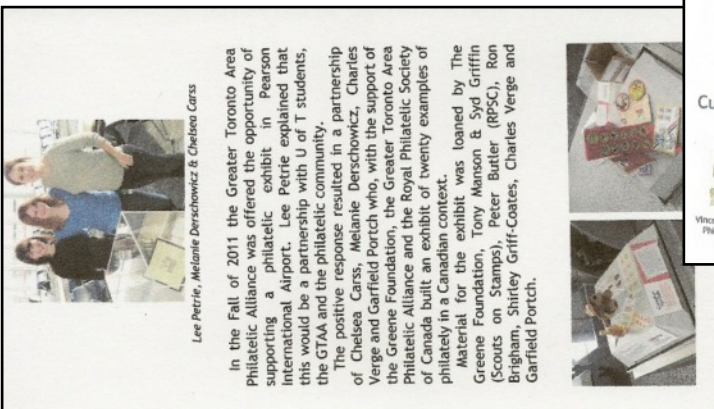 Lee Petrie, Melanie Derschowicz & Chelsea Carss
In the Fall of 2011 the Greater Toronto Area
Philatelic Alliance was offered the opportunity of
supporting a philatelic exhibit in Pearson
International Airport. Lee Petrie explained that
this would be a partnership with U of T students,
the GTAA and the philatelic community.
The positive response resulted in a partnership
of Chelsea Carss, Melanie Derschowicz, Charles
Verge and Garfield Portch who, with the support of
the Greene Foundation, the Greater Toronto Area
Philatelic Alliance and the Royal Philatelic Society
of Canada built an exhibit of twenty examples of
philately in a Canadian context.
Material for the exhibit was loaned by The
Greene Foundation, Tony Manson & Syd Griffin
(Scouts on Stamps), Peter Butler (RPSC), Ron
Brigham, Shirley Griff-Coates, Charles Verge and
Garfield Portch.